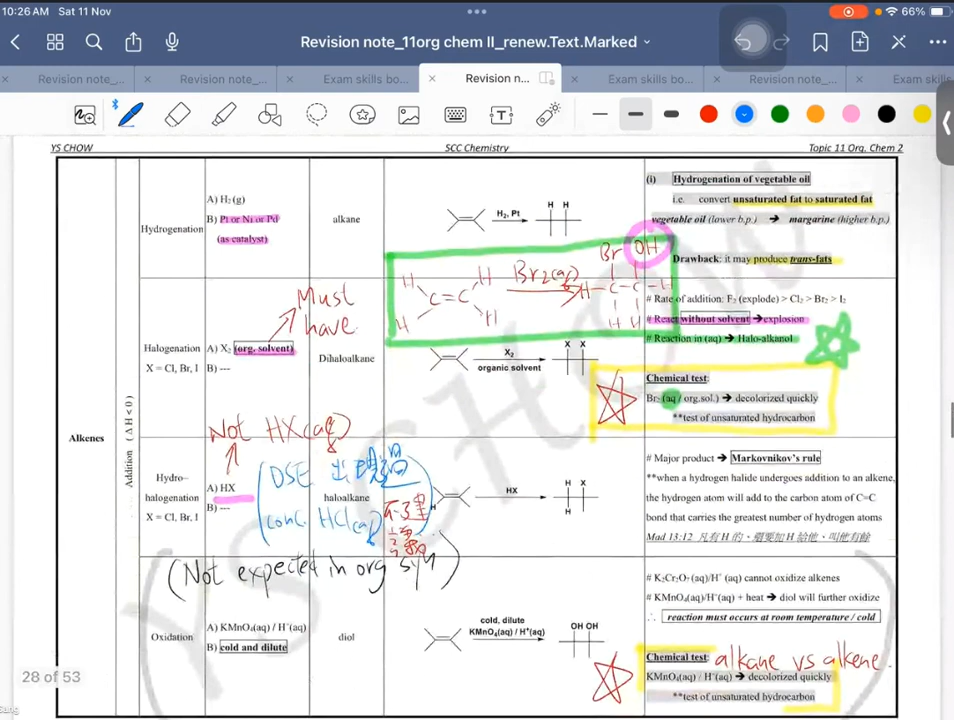 10:26 AM Sat 11 Nov
66%
Revision note_11org chem II_renew.Text.Marked
Revision note_...
Revision note_...
Exam skills bo...
Revision n...
Exam skills bo...
Revision note_...
Exam skills
YS CHOW
SCC Chemistry
Topic 11 Org. Chem 2
Alkenes
Addition (ΔH < 0)
Hydrogenation
A) H₂ (g)
B) Pt or Ni or Pd
(as catalyst)
alkane
H₂, Pt
H H
(i) Hydrogenation of vegetable oil
i.e. convert unsaturated fat to saturated fat
vegetable oil (lower b.p.) ➔ margarine (higher b.p.)
Drawback: it may produce trans-fats
H H
C=C
H H
Br₂(aq)
Br OH
H-C-C-H
H H
Must
have
Halogenation
X = Cl, Br, I
A) X₂ (org. solvent)
B) ---
Dihaloalkane
X₂
organic solvent
X X
# Rate of addition: F₂ (explode) > Cl₂ > Br₂ > I₂
# React without solvent ➔explosion
# Reaction in (aq) ➔ Halo-alkanol
Chemical test:
Br₂ (aq / org.sol.) ➔ decolorized quickly
**test of unsaturated hydrocarbon
Not HX(aq)
Hydro–
halogenation
X = Cl, Br, I
A) HX
B) ---
(DSE 出現過
conc. HCl(aq))
不建議
haloalkane
H
HX
H X
H
# Major product ➔ Markovnikov's rule
**when a hydrogen halide undergoes addition to an alkene,
the hydrogen atom will add to the carbon atom of C=C
bond that carries the greatest number of hydrogen atoms
Mad 13:12 凡有 H 的、還要加 H 給他、叫他有餘
(Not expected in org syn)
Oxidation
A) KMnO₄(aq) / H⁺(aq)
B) cold and dilute
diol
cold, dilute
KMnO₄(aq) / H⁺(aq)
OH OH
# K₂Cr₂O₇ (aq)/H⁺ (aq) cannot oxidize alkenes
# KMnO₄(aq)/H⁺(aq) + heat ➔ diol will further oxidize
∴ reaction must occurs at room temperature / cold
Chemical test: alkane vs alkene.
KMnO₄(aq) / H⁺(aq) ➔ decolorized quickly
**test of unsaturated hydrocarbon
28 of 53
YS CHOW